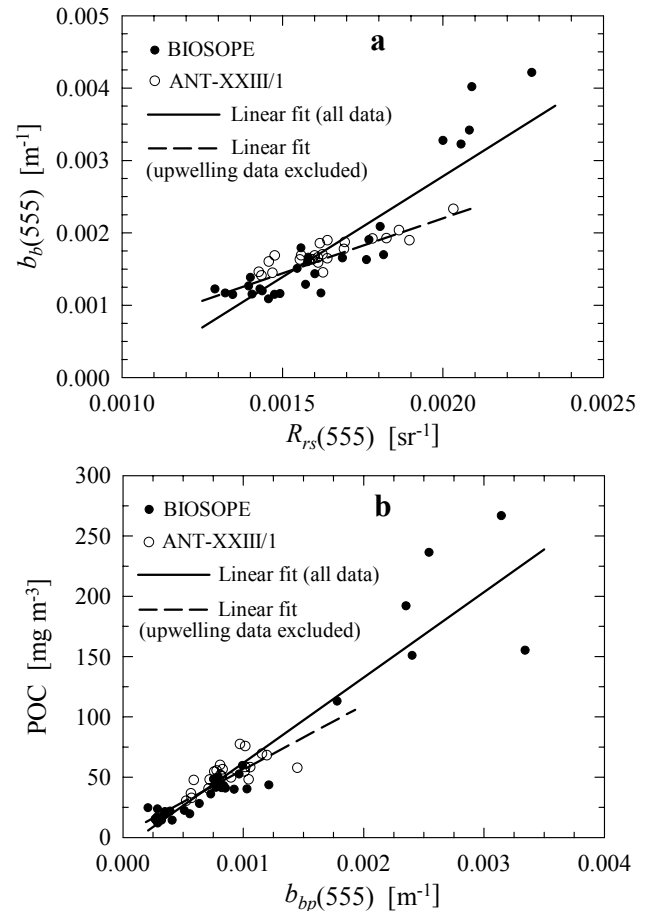 0.005
a
BIOSOPE
ANT-XXIII/1
0.004
Linear fit (all data)
Linear fit
(upwelling data excluded)
0.003
b_b(555) [m⁻¹]
0.002
0.001
0.000
0.0010 0.0015 0.0020 0.0025
R_rs(555) [sr⁻¹]
300
b
BIOSOPE
250
ANT-XXIII/1
Linear fit (all data)
200
Linear fit
(upwelling data excluded)
150
POC [mg m⁻³]
100
50
0
0.000 0.001 0.002 0.003 0.004
b_bp(555) [m⁻¹]